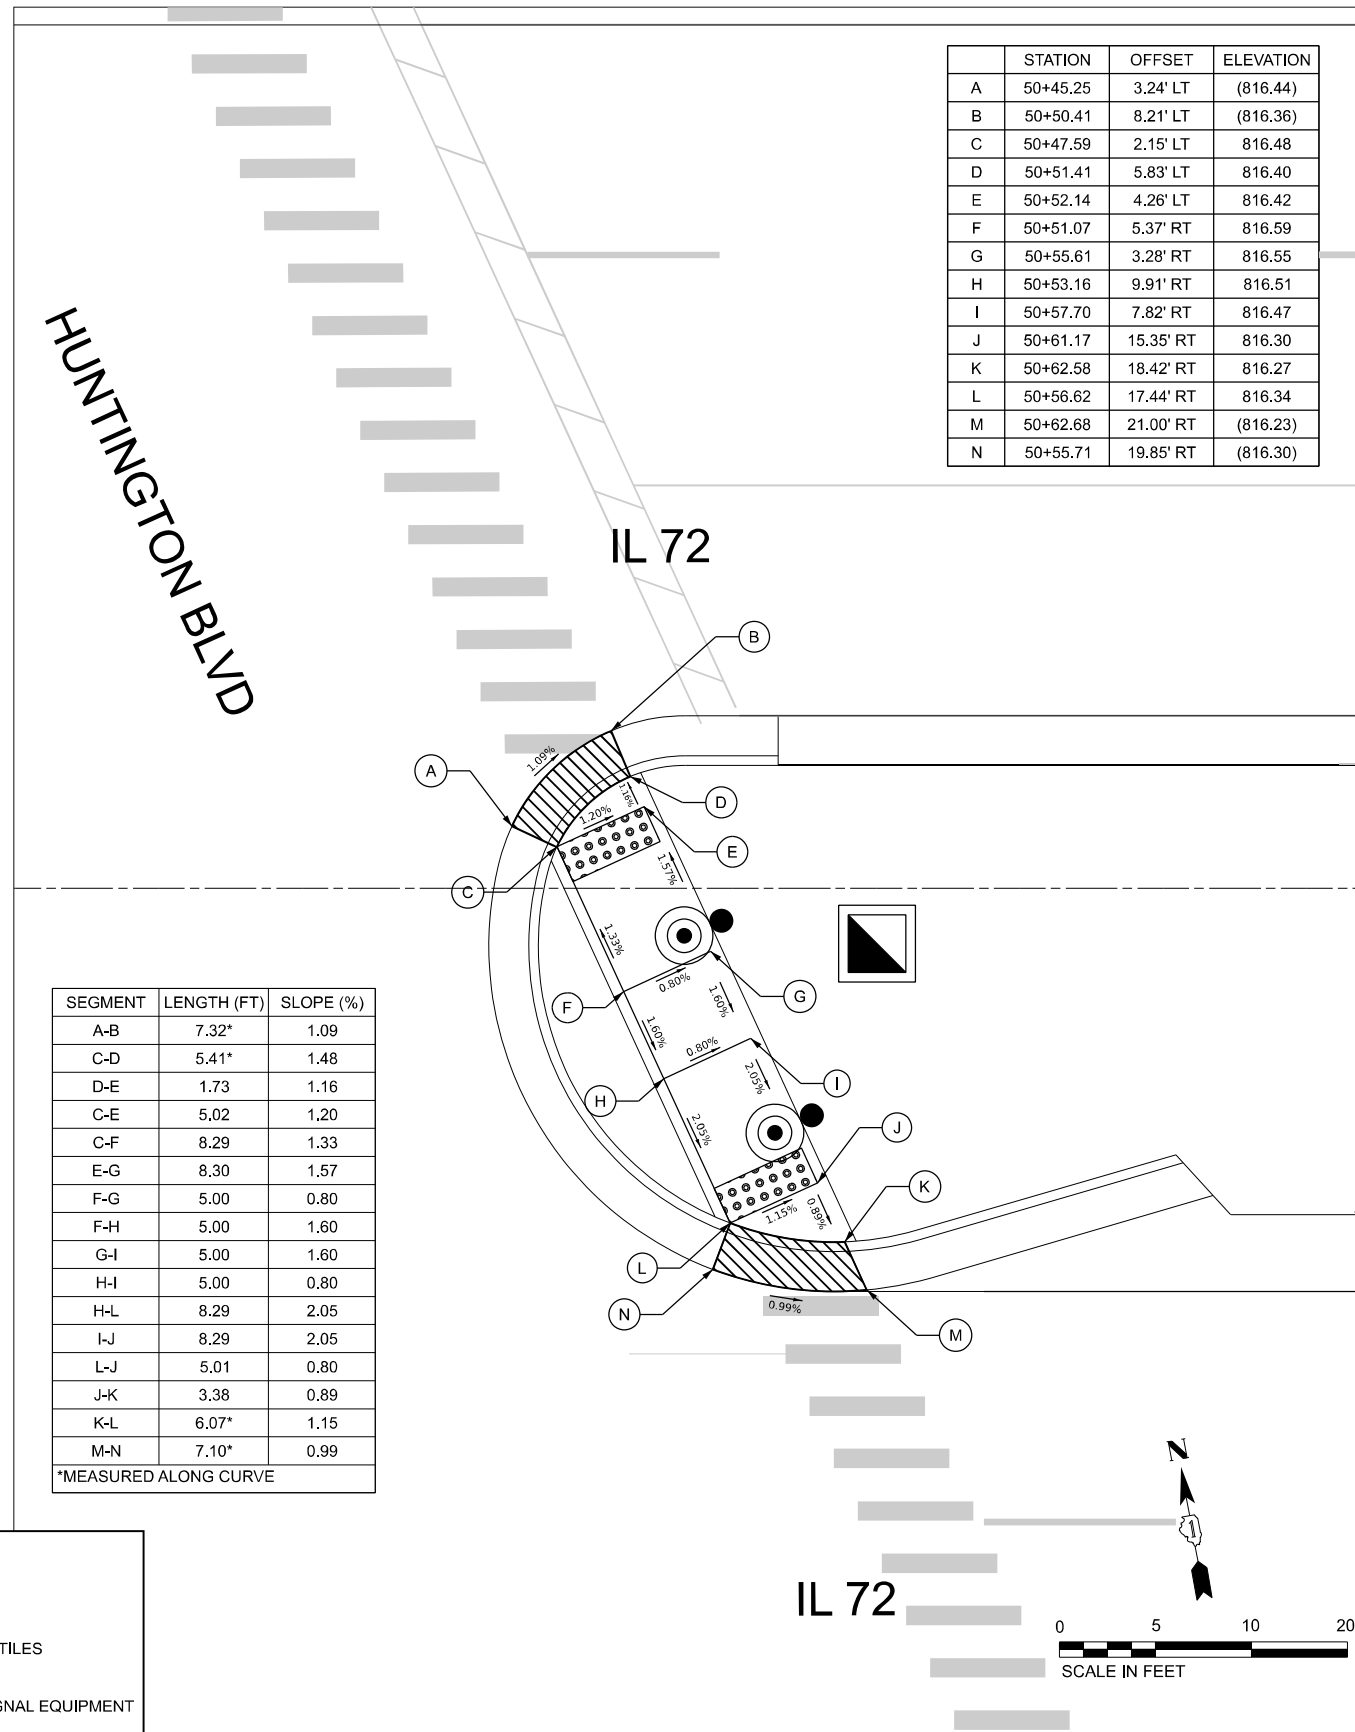 STATION OFFSET ELEVATION
A 50+45.25 3.24' LT (816.44)
B 50+50.41 8.21' LT (816.36)
C 50+47.59 2.15' LT 816.48
D 50+51.41 5.83' LT 816.40
E 50+52.14 4.26' LT 816.42
F 50+51.07 5.37' RT 816.59
G 50+55.61 3.28' RT 816.55
H 50+53.16 9.91' RT 816.51
I 50+57.70 7.82' RT 816.47
J 50+61.17 15.35' RT 816.30
K 50+62.58 18.42' RT 816.27
L 50+56.62 17.44' RT 816.34
M 50+62.68 21.00' RT (816.23)
N 50+55.71 19.85' RT (816.30)
HUNTINGTON BLVD
IL 72
B
A
1.09%
D
1.16%
1.20%
E
1.57%
C
1.33%
0.80%
G
F
1.60%
1.60%
0.80%
I
H
2.05%
2.05%
J
K
1.15%
0.89%
L
N
0.99%
M
SEGMENT LENGTH (FT) SLOPE (%)
A-B 7.32* 1.09
C-D 5.41* 1.48
D-E 1.73 1.16
C-E 5.02 1.20
C-F 8.29 1.33
E-G 8.30 1.57
F-G 5.00 0.80
F-H 5.00 1.60
G-I 5.00 1.60
H-I 5.00 0.80
H-L 8.29 2.05
I-J 8.29 2.05
L-J 5.01 0.80
J-K 3.38 0.89
K-L 6.07* 1.15
M-N 7.10* 0.99
*MEASURED ALONG CURVE
N
1
IL 72
0 5 10 20
SCALE IN FEET
TILES
GNAL EQUIPMENT